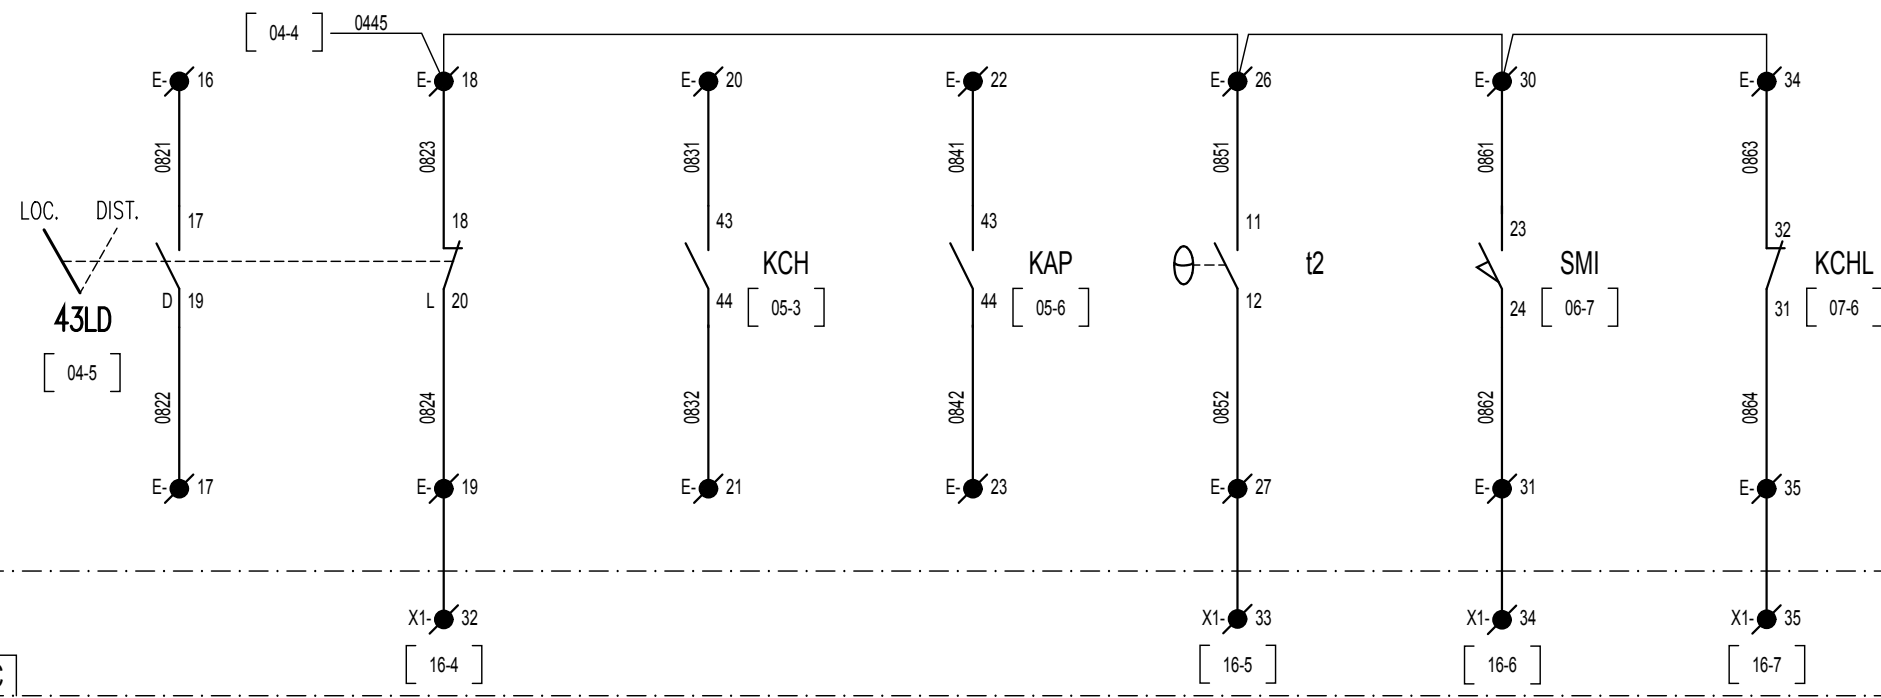 04-4 0445
E- 16 E- 18 E- 20 E- 22 E- 26 E- 30 E- 34
0821 0823 0831 0841 0851 0861 0863
LOC. DIST. 17 18 43 43 11 23 32
KCH KAP t2 SMI KCHL
D 19 L 20 44 05-3 44 05-6 12 24 06-7 31 07-6
43LD
04-5
0822 0824 0832 0842 0852 0862 0864
E- 17 E- 19 E- 21 E- 23 E- 27 E- 31 E- 35
X1- 32 X1- 33 X1- 34 X1- 35
16-4 16-5 16-6 16-7